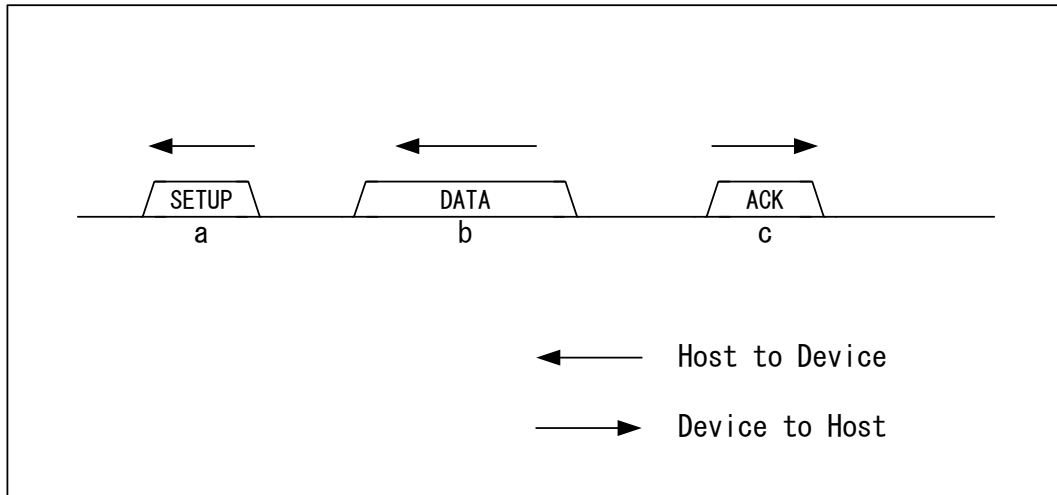 SETUP DATA ACK
a b c
Host to Device
Device to Host